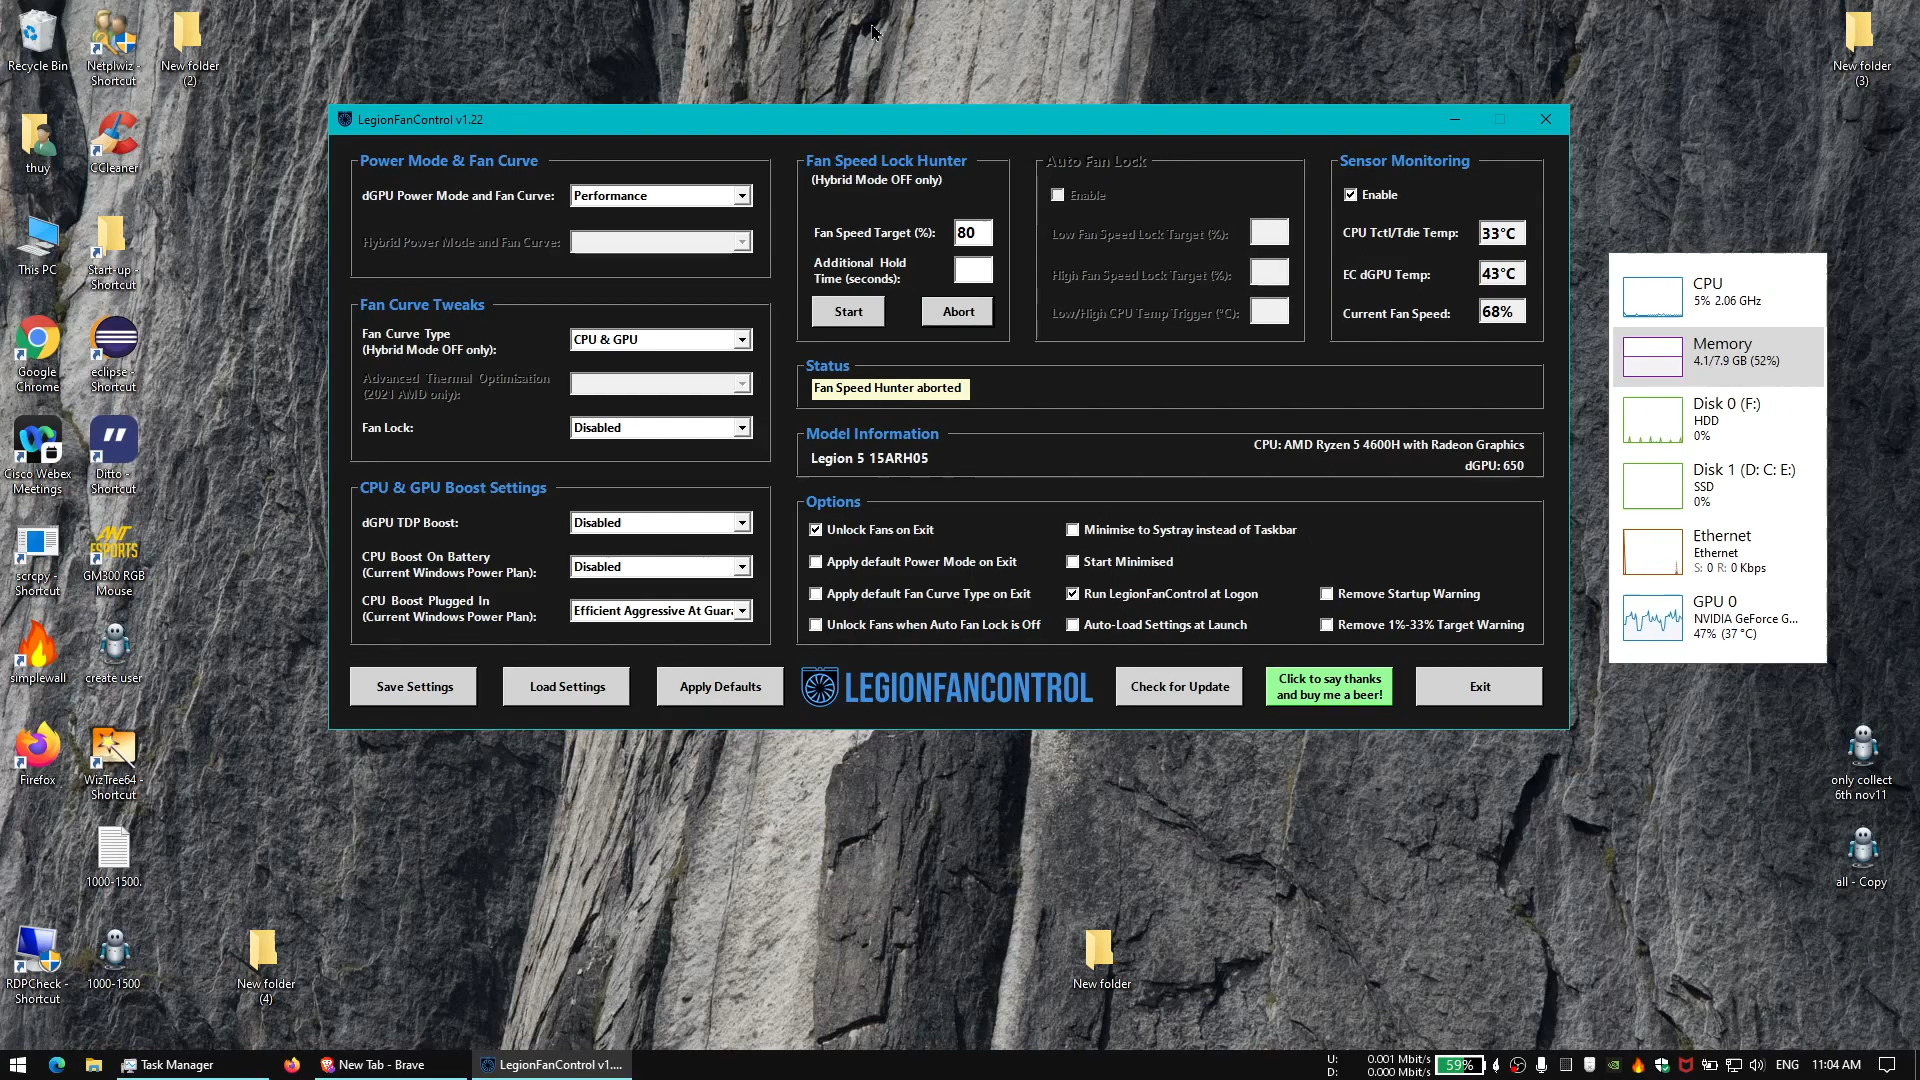 Recycle Bin
Netplwiz - Shortcut
New folder (2)
New folder (3)
thuy
CCleaner
This PC
Start-up - Shortcut
Google Chrome
eclipse - Shortcut
Cisco Webex Meetings
Ditto - Shortcut
scrcpy - Shortcut
ANT ESPORTS
GM300 RGB Mouse
simplewall
create user
Firefox
WizTree64 - Shortcut
1000-1500.
RDPCheck - Shortcut
1000-1500
New folder (4)
New folder
only collect 6th nov11
all - Copy
LegionFanControl v1.22
Power Mode & Fan Curve
dGPU Power Mode and Fan Curve: Performance
Hybrid Power Mode and Fan Curve:
Fan Curve Tweaks
Fan Curve Type
(Hybrid Mode OFF only): CPU & GPU
Advanced Thermal Optimisation
(2021 AMD only):
Fan Lock: Disabled
CPU & GPU Boost Settings
dGPU TDP Boost: Disabled
CPU Boost On Battery
(Current Windows Power Plan): Disabled
CPU Boost Plugged In
(Current Windows Power Plan): Efficient Aggressive At Guar
Fan Speed Lock Hunter
(Hybrid Mode OFF only)
Fan Speed Target (%): 80
Additional Hold
Time (seconds):
Start Abort
Auto Fan Lock
Enable
Low Fan Speed Lock Target (%):
High Fan Speed Lock Target (%):
Low/High CPU Temp Trigger (°C):
Sensor Monitoring
Enable
CPU Tctl/Tdie Temp: 33°C
EC dGPU Temp: 43°C
Current Fan Speed: 68%
Status
Fan Speed Hunter aborted
Model Information
Legion 5 15ARH05
CPU: AMD Ryzen 5 4600H with Radeon Graphics
dGPU: 650
Options
Unlock Fans on Exit
Minimise to Systray instead of Taskbar
Apply default Power Mode on Exit
Start Minimised
Apply default Fan Curve Type on Exit
Run LegionFanControl at Logon
Remove Startup Warning
Unlock Fans when Auto Fan Lock is Off
Auto-Load Settings at Launch
Remove 1%-33% Target Warning
Save Settings
Load Settings
Apply Defaults
LEGIONFANCONTROL
Check for Update
Click to say thanks
and buy me a beer!
Exit
CPU
5% 2.06 GHz
Memory
4.1/7.9 GB (52%)
Disk 0 (F:)
HDD
0%
Disk 1 (D: C: E:)
SSD
0%
Ethernet
Ethernet
S: 0 R: 0 Kbps
GPU 0
NVIDIA GeForce G...
47% (37 °C)
Task Manager
New Tab - Brave
LegionFanControl v1....
U: 0.001 Mbit/s
D: 0.000 Mbit/s
59%
ENG
11:04 AM